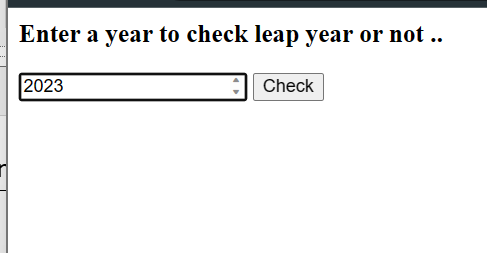 Enter a year to check leap year or not ..
2023 Check